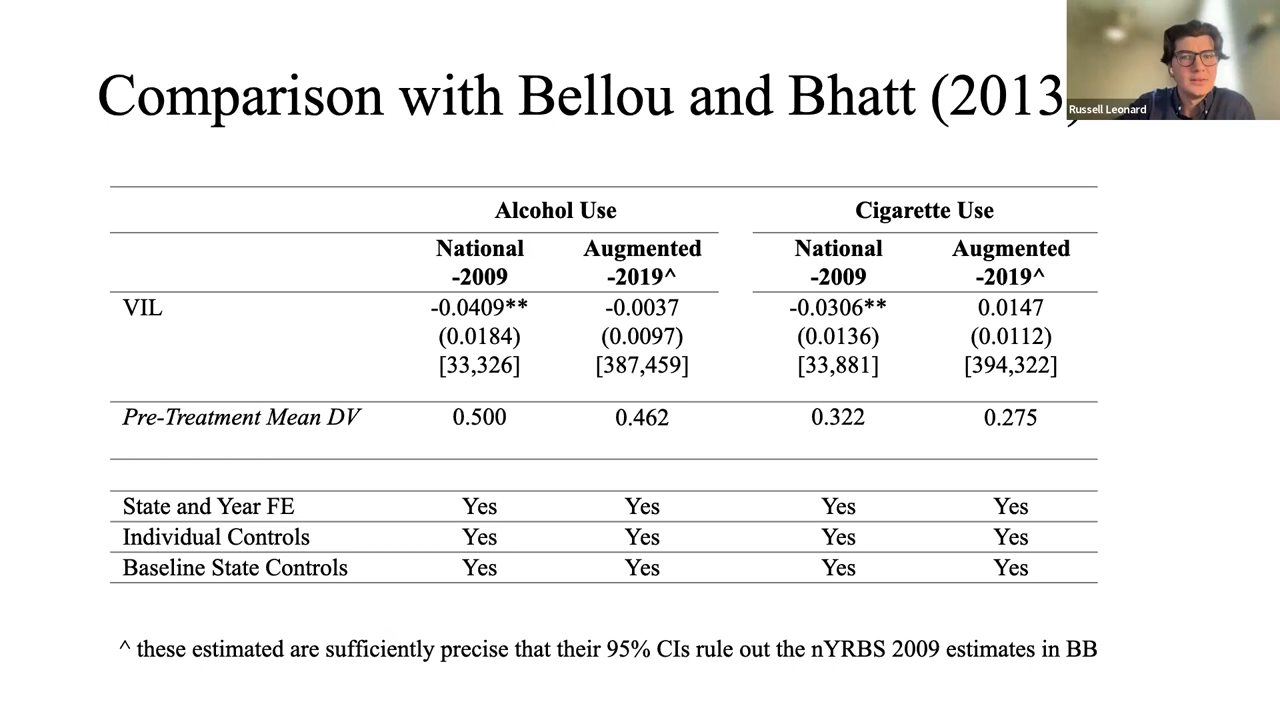 Comparison with Bellou and Bhatt (2013)
Russell Leonard
Alcohol Use Cigarette Use
National Augmented National Augmented
-2009 -2019^ -2009 -2019^
VIL -0.0409** -0.0037 -0.0306** 0.0147
(0.0184) (0.0097) (0.0136) (0.0112)
[33,326] [387,459] [33,881] [394,322]
Pre-Treatment Mean DV 0.500 0.462 0.322 0.275
State and Year FE Yes Yes Yes Yes
Individual Controls Yes Yes Yes Yes
Baseline State Controls Yes Yes Yes Yes
^ these estimated are sufficiently precise that their 95% CIs rule out the nYRBS 2009 estimates in BB